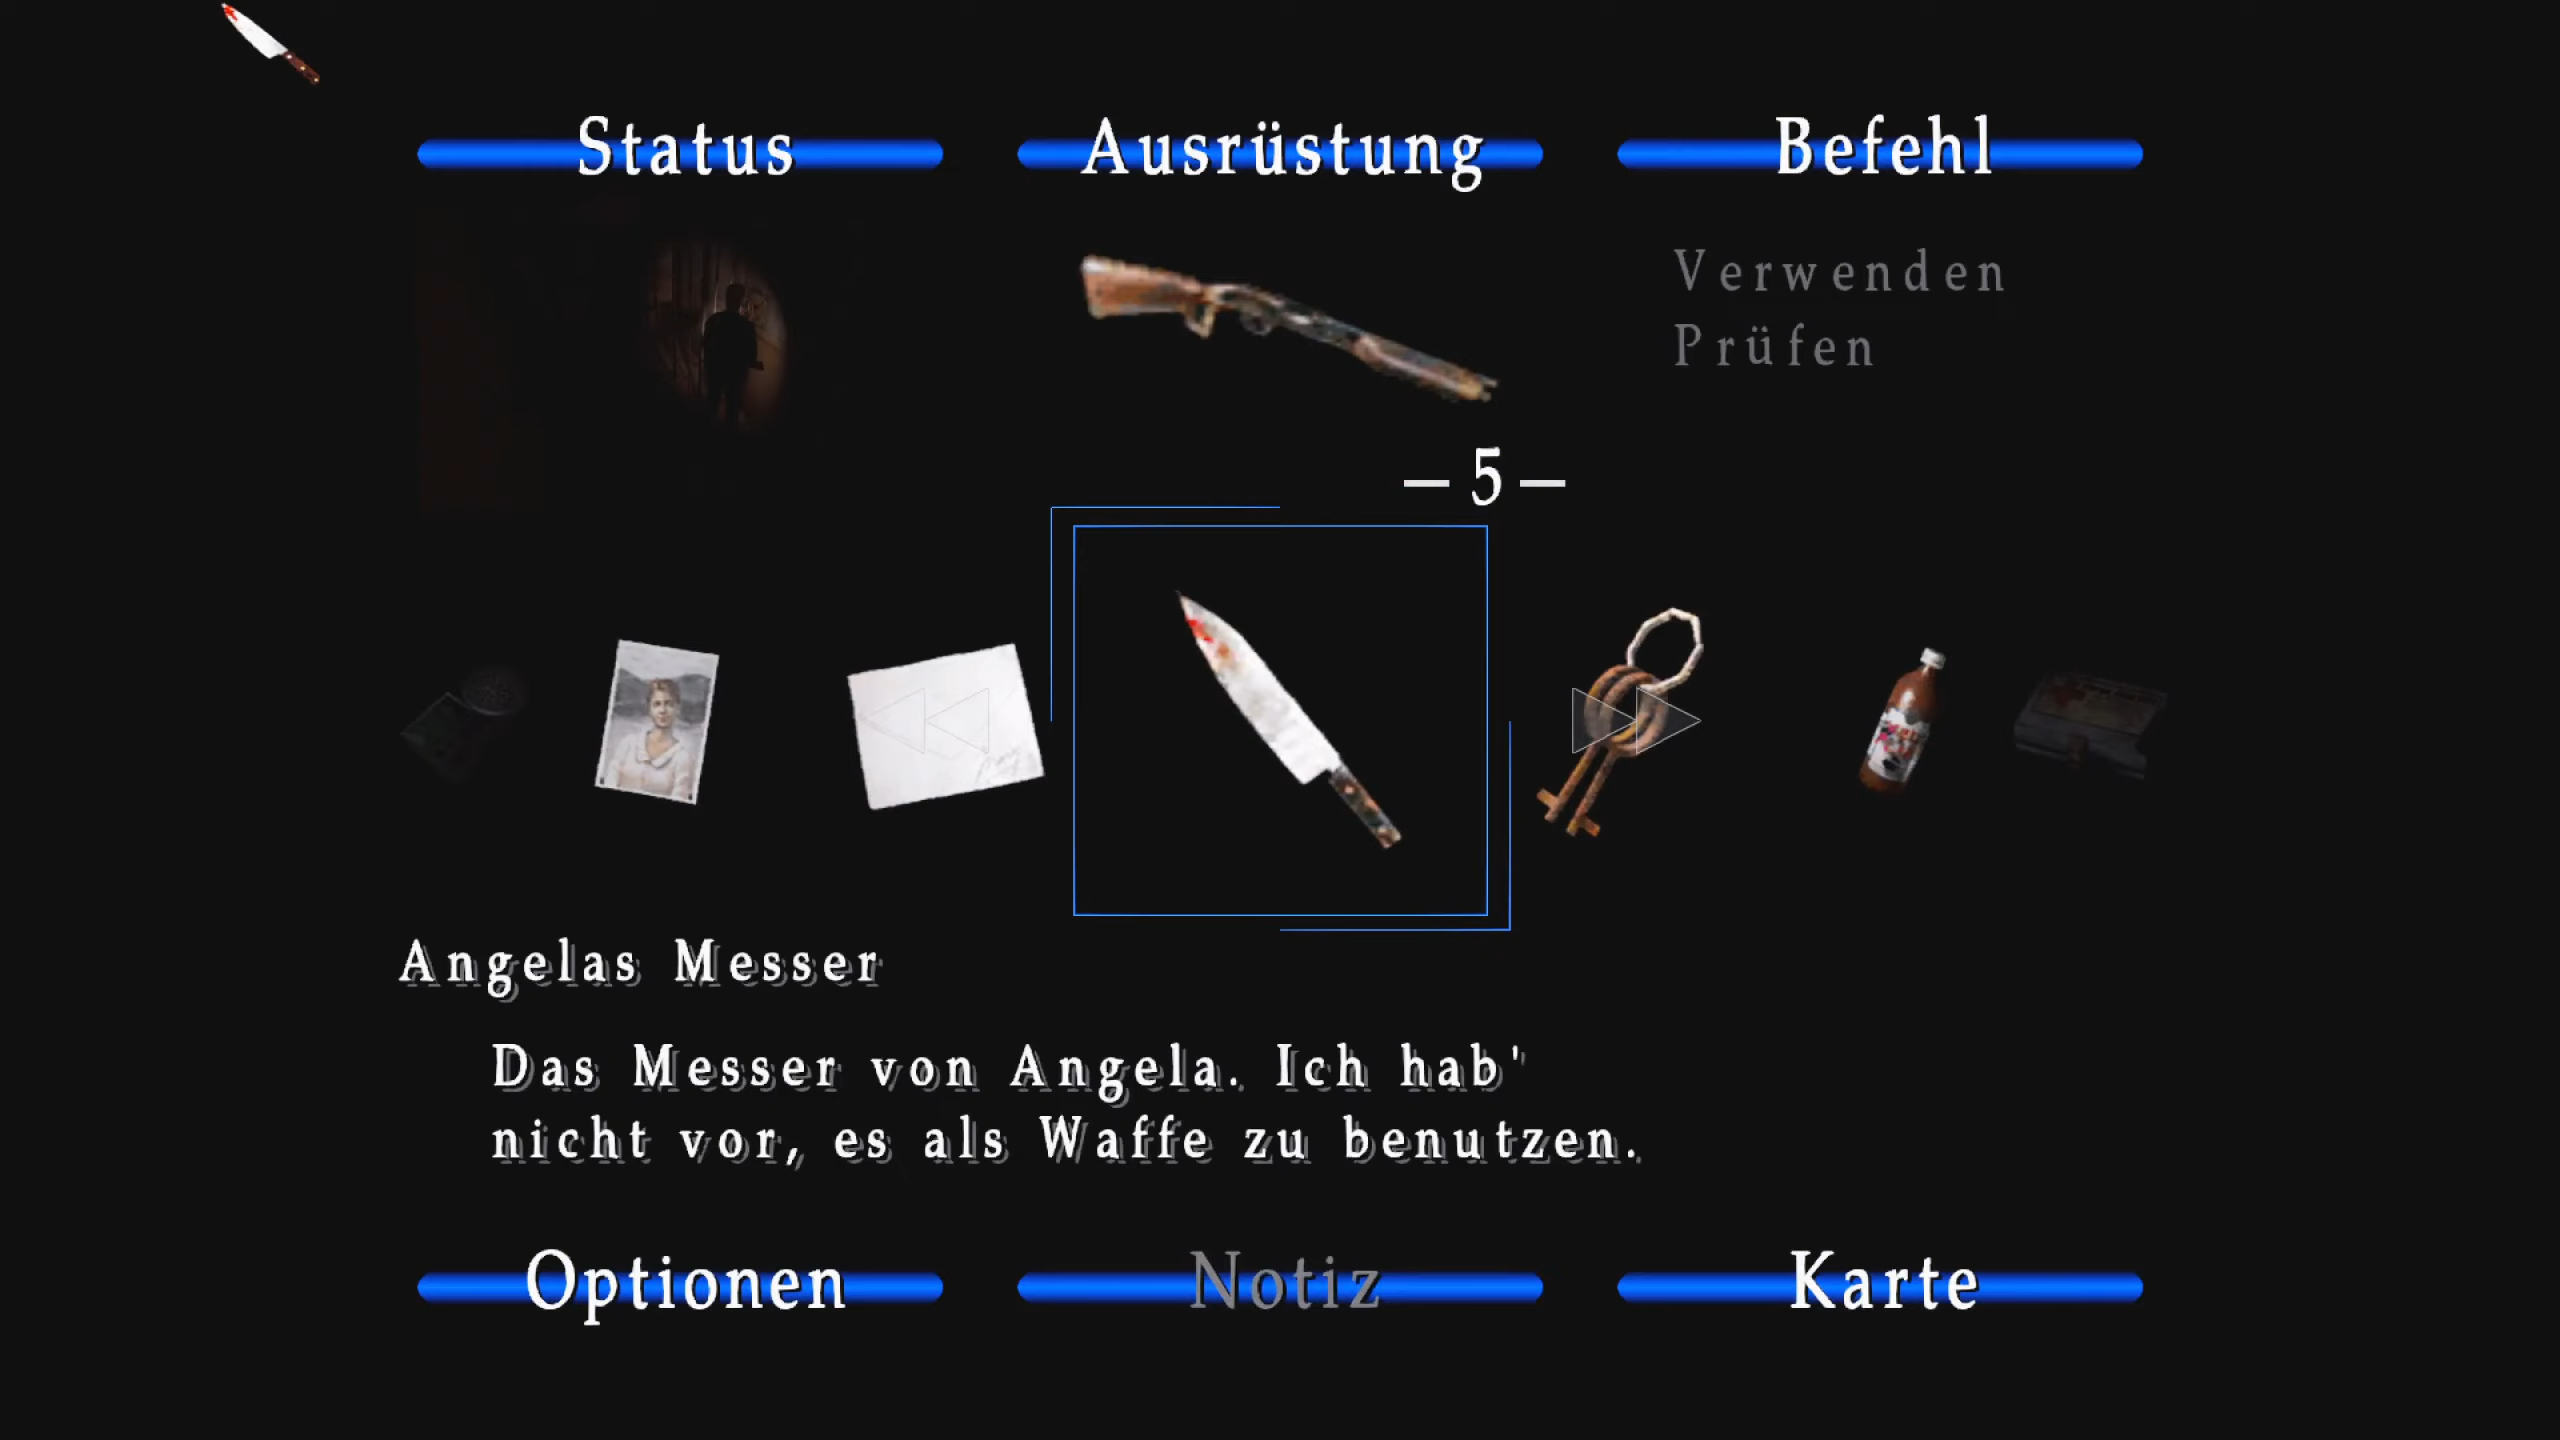 Status
Ausrüstung
Befehl
Verwenden
Prüfen
— 5 —
Angelas Messer
Das Messer von Angela. Ich hab'
nicht vor, es als Waffe zu benutzen.
Optionen
Notiz
Karte